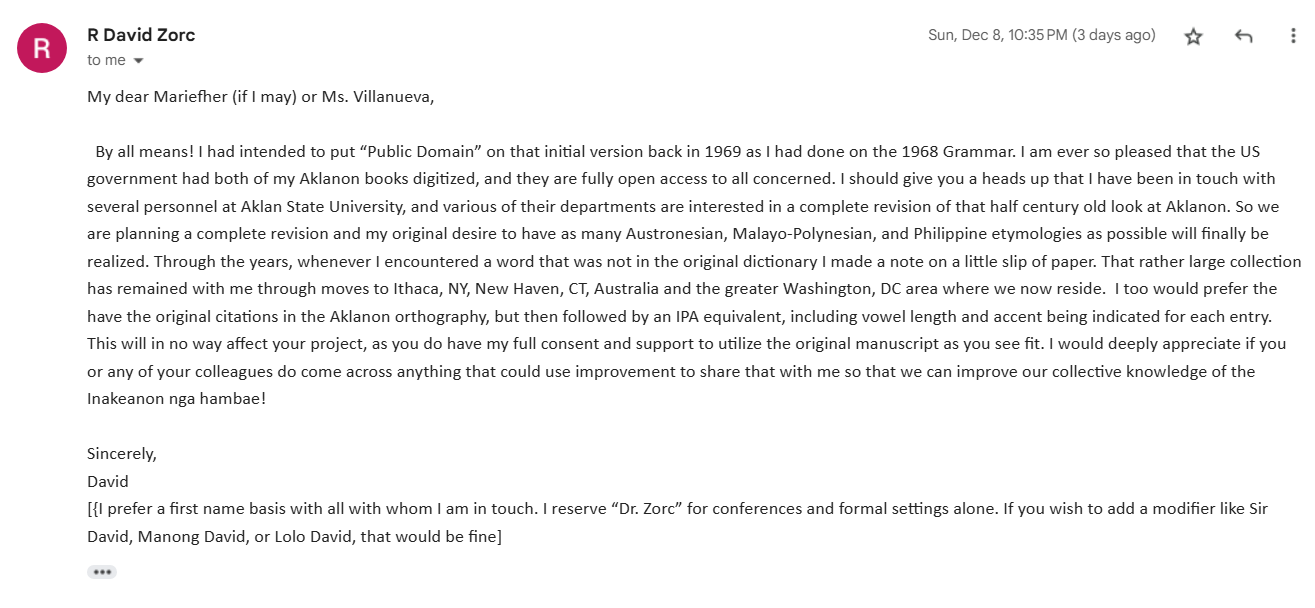 R
R David Zorc
Sun, Dec 8, 10:35 PM (3 days ago)
to me
My dear Mariefher (if I may) or Ms. Villanueva,
By all means! I had intended to put “Public Domain” on that initial version back in 1969 as I had done on the 1968 Grammar. I am ever so pleased that the US
government had both of my Aklanon books digitized, and they are fully open access to all concerned. I should give you a heads up that I have been in touch with
several personnel at Aklan State University, and various of their departments are interested in a complete revision of that half century old look at Aklanon. So we
are planning a complete revision and my original desire to have as many Austronesian, Malayo-Polynesian, and Philippine etymologies as possible will finally be
realized. Through the years, whenever I encountered a word that was not in the original dictionary I made a note on a little slip of paper. That rather large collection
has remained with me through moves to Ithaca, NY, New Haven, CT, Australia and the greater Washington, DC area where we now reside.  I too would prefer the
have the original citations in the Aklanon orthography, but then followed by an IPA equivalent, including vowel length and accent being indicated for each entry.
This will in no way affect your project, as you do have my full consent and support to utilize the original manuscript as you see fit. I would deeply appreciate if you
or any of your colleagues do come across anything that could use improvement to share that with me so that we can improve our collective knowledge of the
Inakeanon nga hambae!
Sincerely,
David
[{I prefer a first name basis with all with whom I am in touch. I reserve “Dr. Zorc” for conferences and formal settings alone. If you wish to add a modifier like Sir
David, Manong David, or Lolo David, that would be fine]